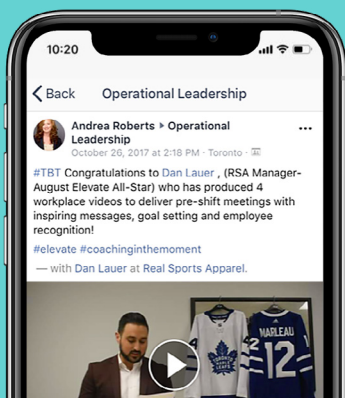 10:20
Back Operational Leadership
Andrea Roberts ▸ Operational
Leadership
October 26, 2017 at 2:18 PM · Toronto ·
#TBT Congratulations to Dan Lauer , (RSA Manager-
August Elevate All-Star) who has produced 4
workplace videos to deliver pre-shift meetings with
inspiring messages, goal setting and employee
recognition!
#elevate #coachinginthemoment
— with Dan Lauer at Real Sports Apparel.
MARLEAU
12
TORONTO
MAPLE
LEAFS